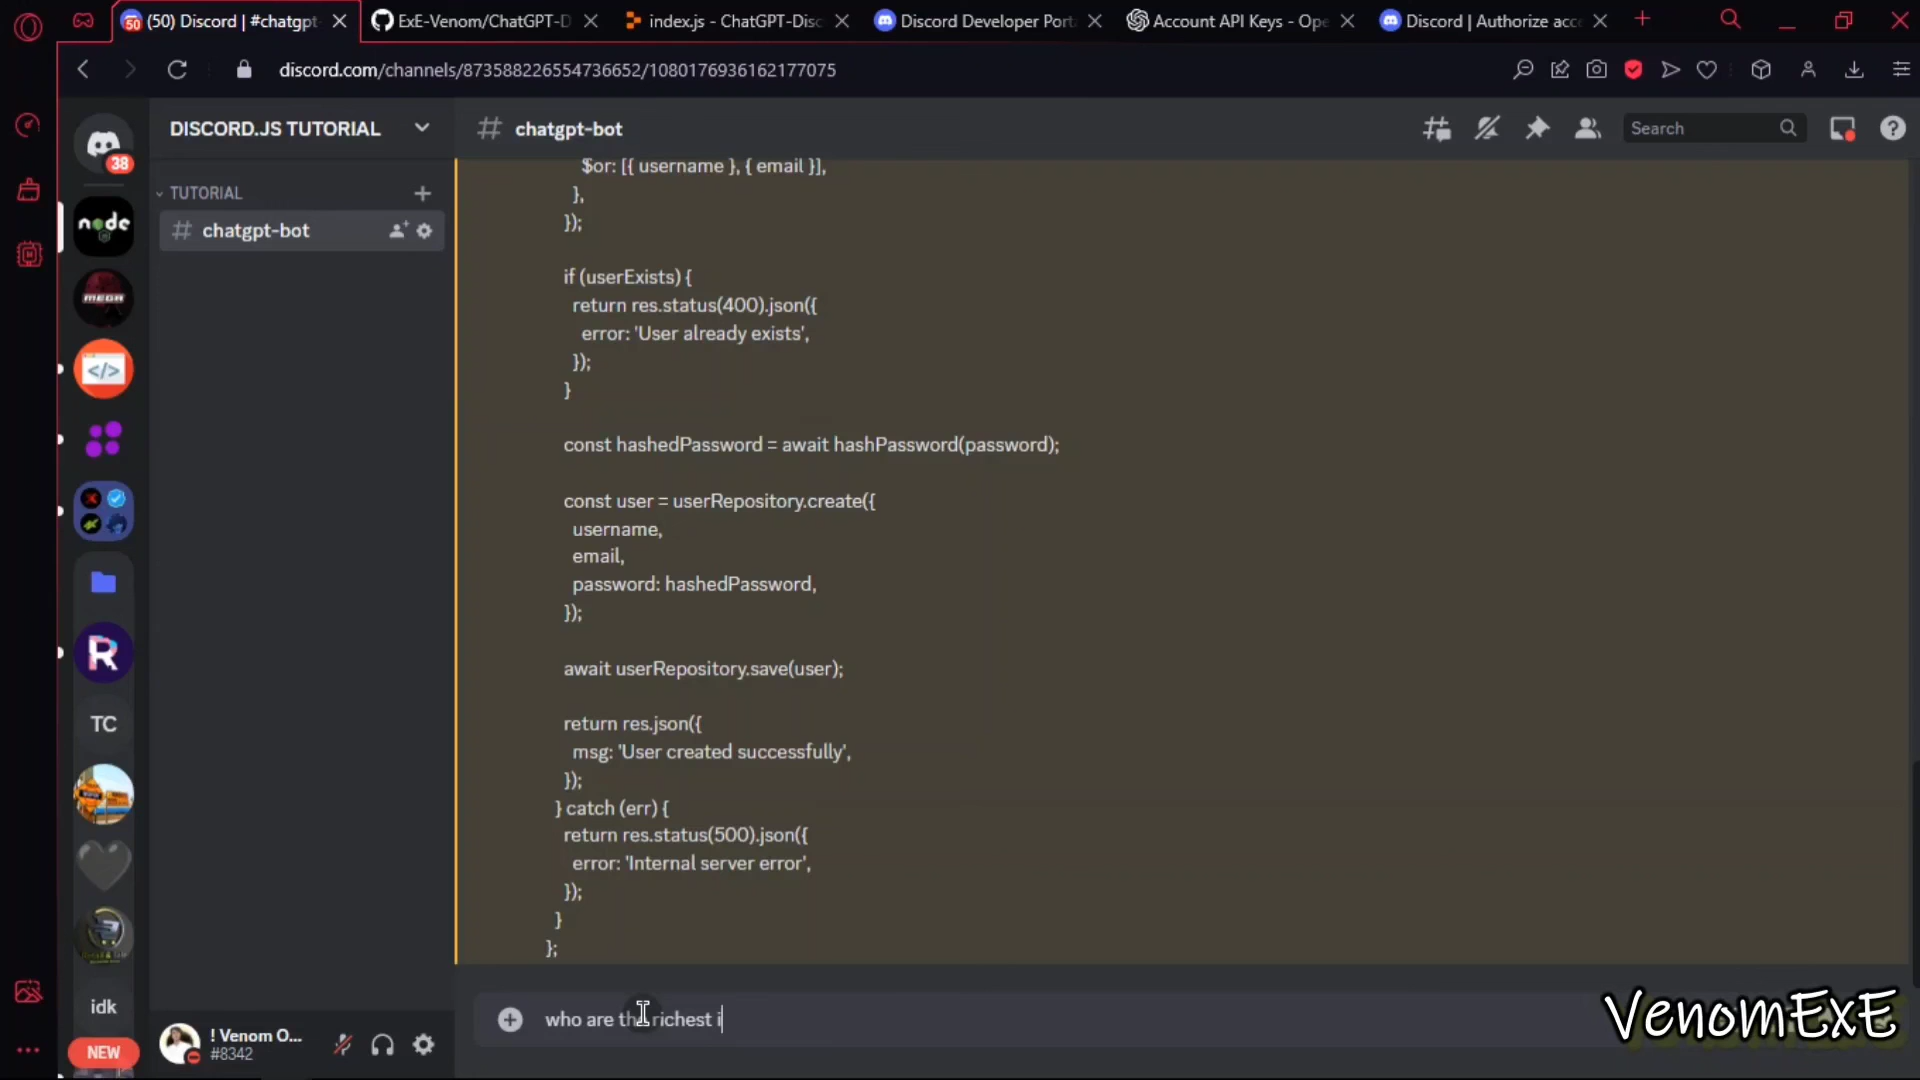 (50) Discord | #chatgpt-
ExE-Venom/ChatGPT-D
index.js - ChatGPT-Disc
Discord Developer Port
Account API Keys - Ope
Discord | Authorize acce
discord.com/channels/873588226554736652/1080176936162177075
38
DISCORD.JS TUTORIAL
chatgpt-bot
Search
TUTORIAL
chatgpt-bot
node
MEGA
R
TC
idk
NEW
$or: [{ username }, { email }],
},
});
if (userExists) {
return res.status(400).json({
error: 'User already exists',
});
}
const hashedPassword = await hashPassword(password);
const user = userRepository.create({
username,
email,
password: hashedPassword,
});
await userRepository.save(user);
return res.json({
msg: 'User created successfully',
});
} catch (err) {
return res.status(500).json({
error: 'Internal server error',
});
}
};
who are the richest i
! Venom O...
#8342
VenomExE